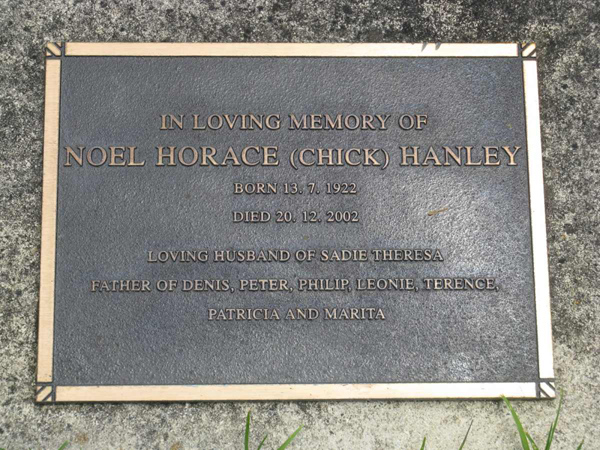 IN LOVING MEMORY OF
NOEL HORACE (CHICK) HANLEY
BORN 13. 7. 1922
DIED 20. 12. 2002
LOVING HUSBAND OF SADIE THERESA
FATHER OF DENIS, PETER, PHILIP, LEONIE, TERENCE,
PATRICIA AND MARITA